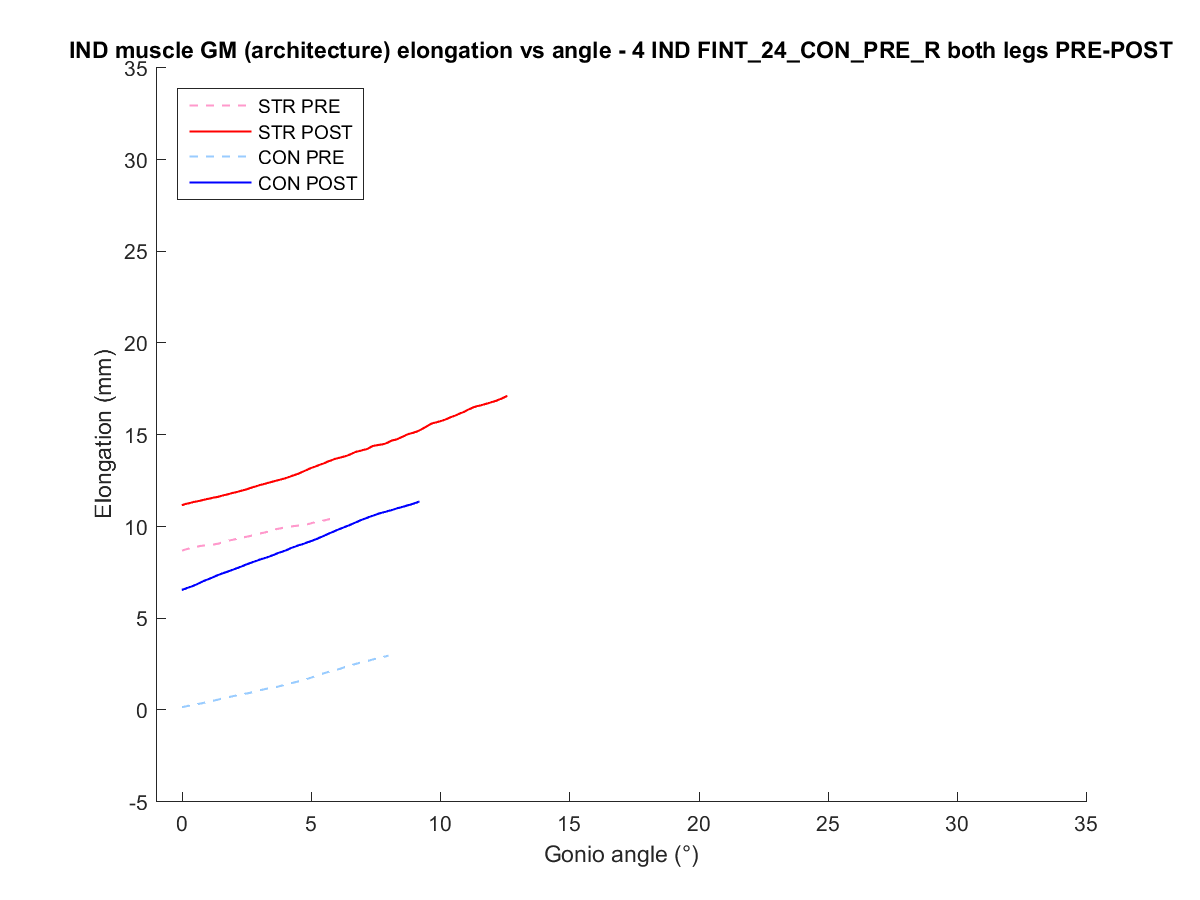 IND muscle GM (architecture) elongation vs angle - 4 IND FINT_24_CON_PRE_R both legs PRE-POST
35
30
25
20
15
10
5
0
-5
STR PRE
STR POST
CON PRE
CON POST
Elongation (mm)
0 5 10 15 20 25 30 35
Gonio angle (°)